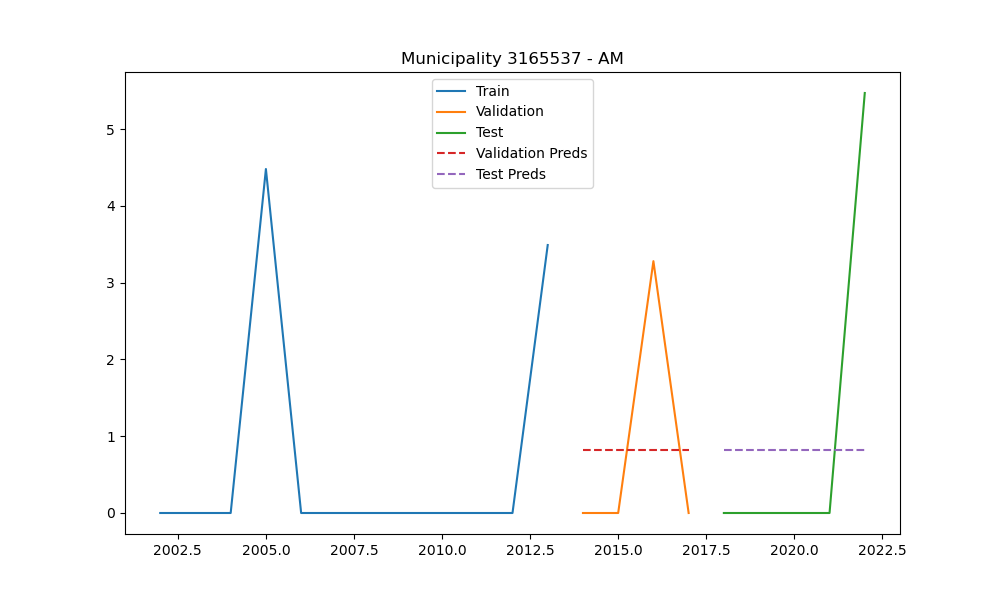 Municipality 3165537 - AM
Train
Validation
Test
Validation Preds
Test Preds
5
4
3
2
1
0
2002.5 2005.0 2007.5 2010.0 2012.5 2015.0 2017.5 2020.0 2022.5